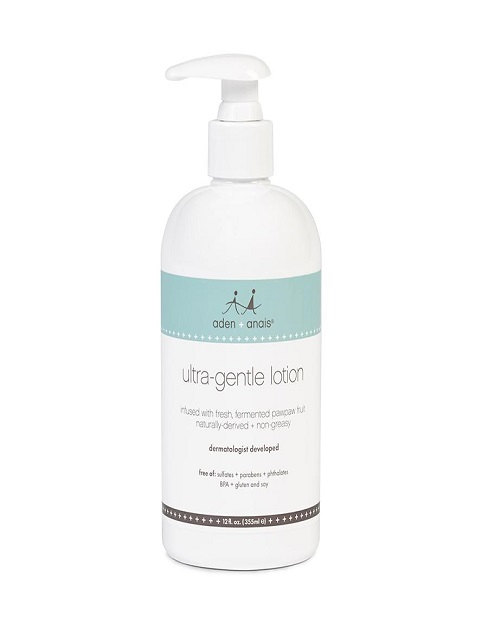 aden + anais®
ultra-gentle lotion
infused with fresh, fermented pawpaw fruit
naturally-derived + non-greasy
dermatologist developed
free of: sulfates + parabens + phthalates
BPA + gluten and soy
12 fl. oz. (355ml ℮)